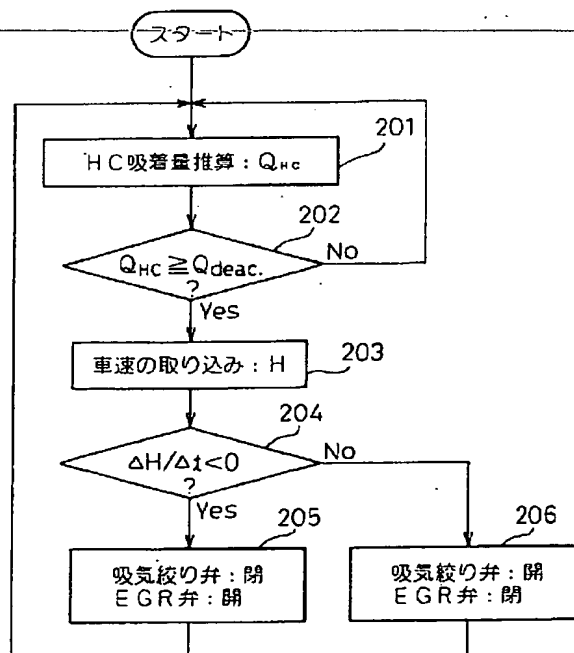 スタート
201
HC吸着量推算：QHC
202
QHC≧Qdeac.
?
No
Yes
203
車速の取り込み：H
204
ΔH/Δt<0
?
No
Yes
205
吸気絞り弁：閉
EGR弁：開
206
吸気絞り弁：開
EGR弁：閉